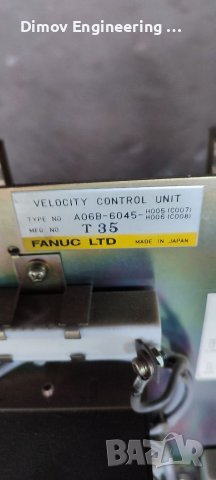 Dimov Engineering ...
VELOCITY CONTROL UNIT
TYPE NO A06B-6045- H005 (C007)
H006 (C008)
MFG NO. T 35
FANUC LTD MADE IN JAPAN
BAZAR